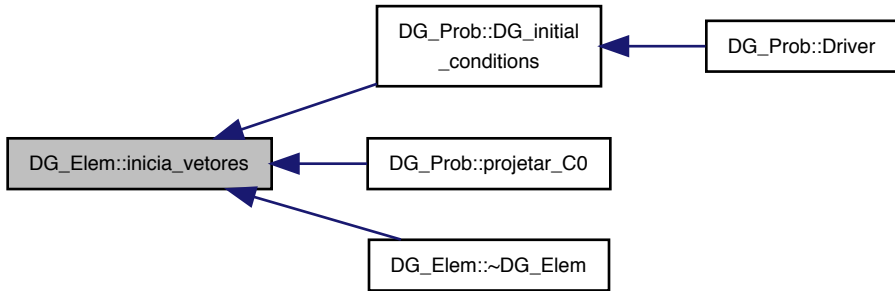 DG_Prob::DG_initial
_conditions
DG_Prob::Driver
DG_Elem::inicia_vetores
DG_Prob::projetar_C0
DG_Elem::~DG_Elem